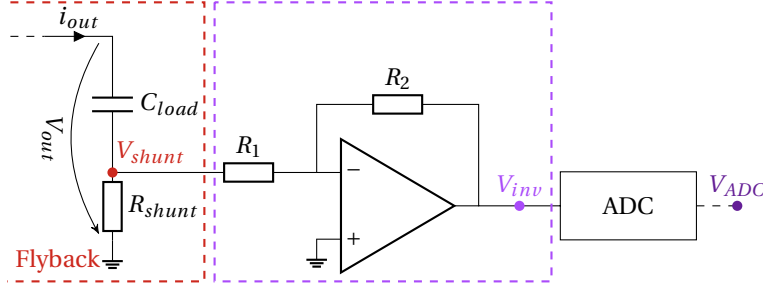 i_out
C_load
V_out
V_shunt
R_shunt
Flyback
R_1
R_2
−
+
V_inv
ADC
V_ADC